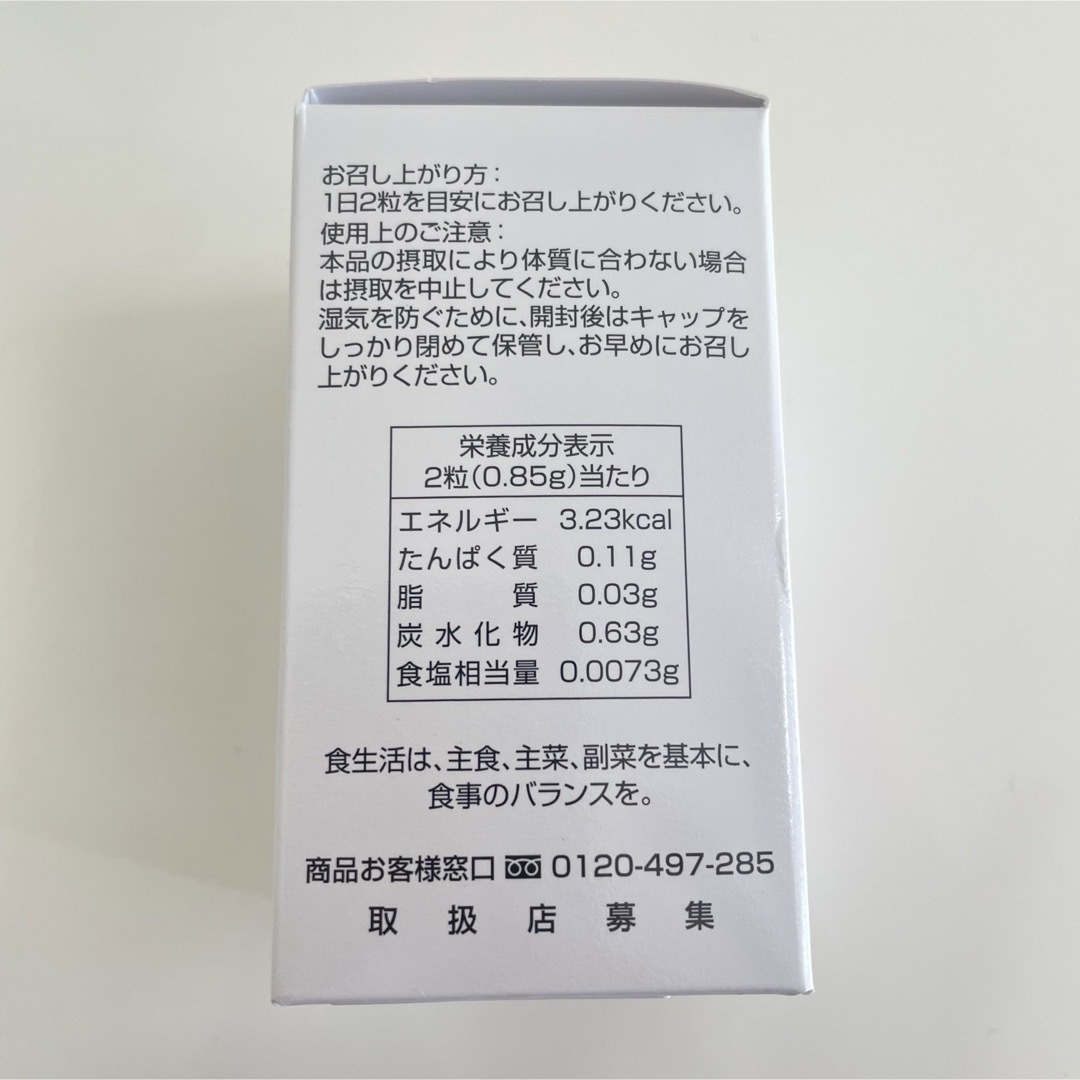 お召し上がり方：
1日2粒を目安にお召し上がりください。
使用上のご注意：
本品の摂取により体質に合わない場合
は摂取を中止してください。
湿気を防ぐために、開封後はキャップを
しっかり閉めて保管し、お早めにお召し
上がりください。
栄養成分表示
2粒（0.85g）当たり
エネルギー 3.23kcal
たんぱく質 0.11g
脂質 0.03g
炭水化物 0.63g
食塩相当量 0.0073g
食生活は、主食、主菜、副菜を基本に、
食事のバランスを。
商品お客様窓口 0120-497-285
取扱店募集